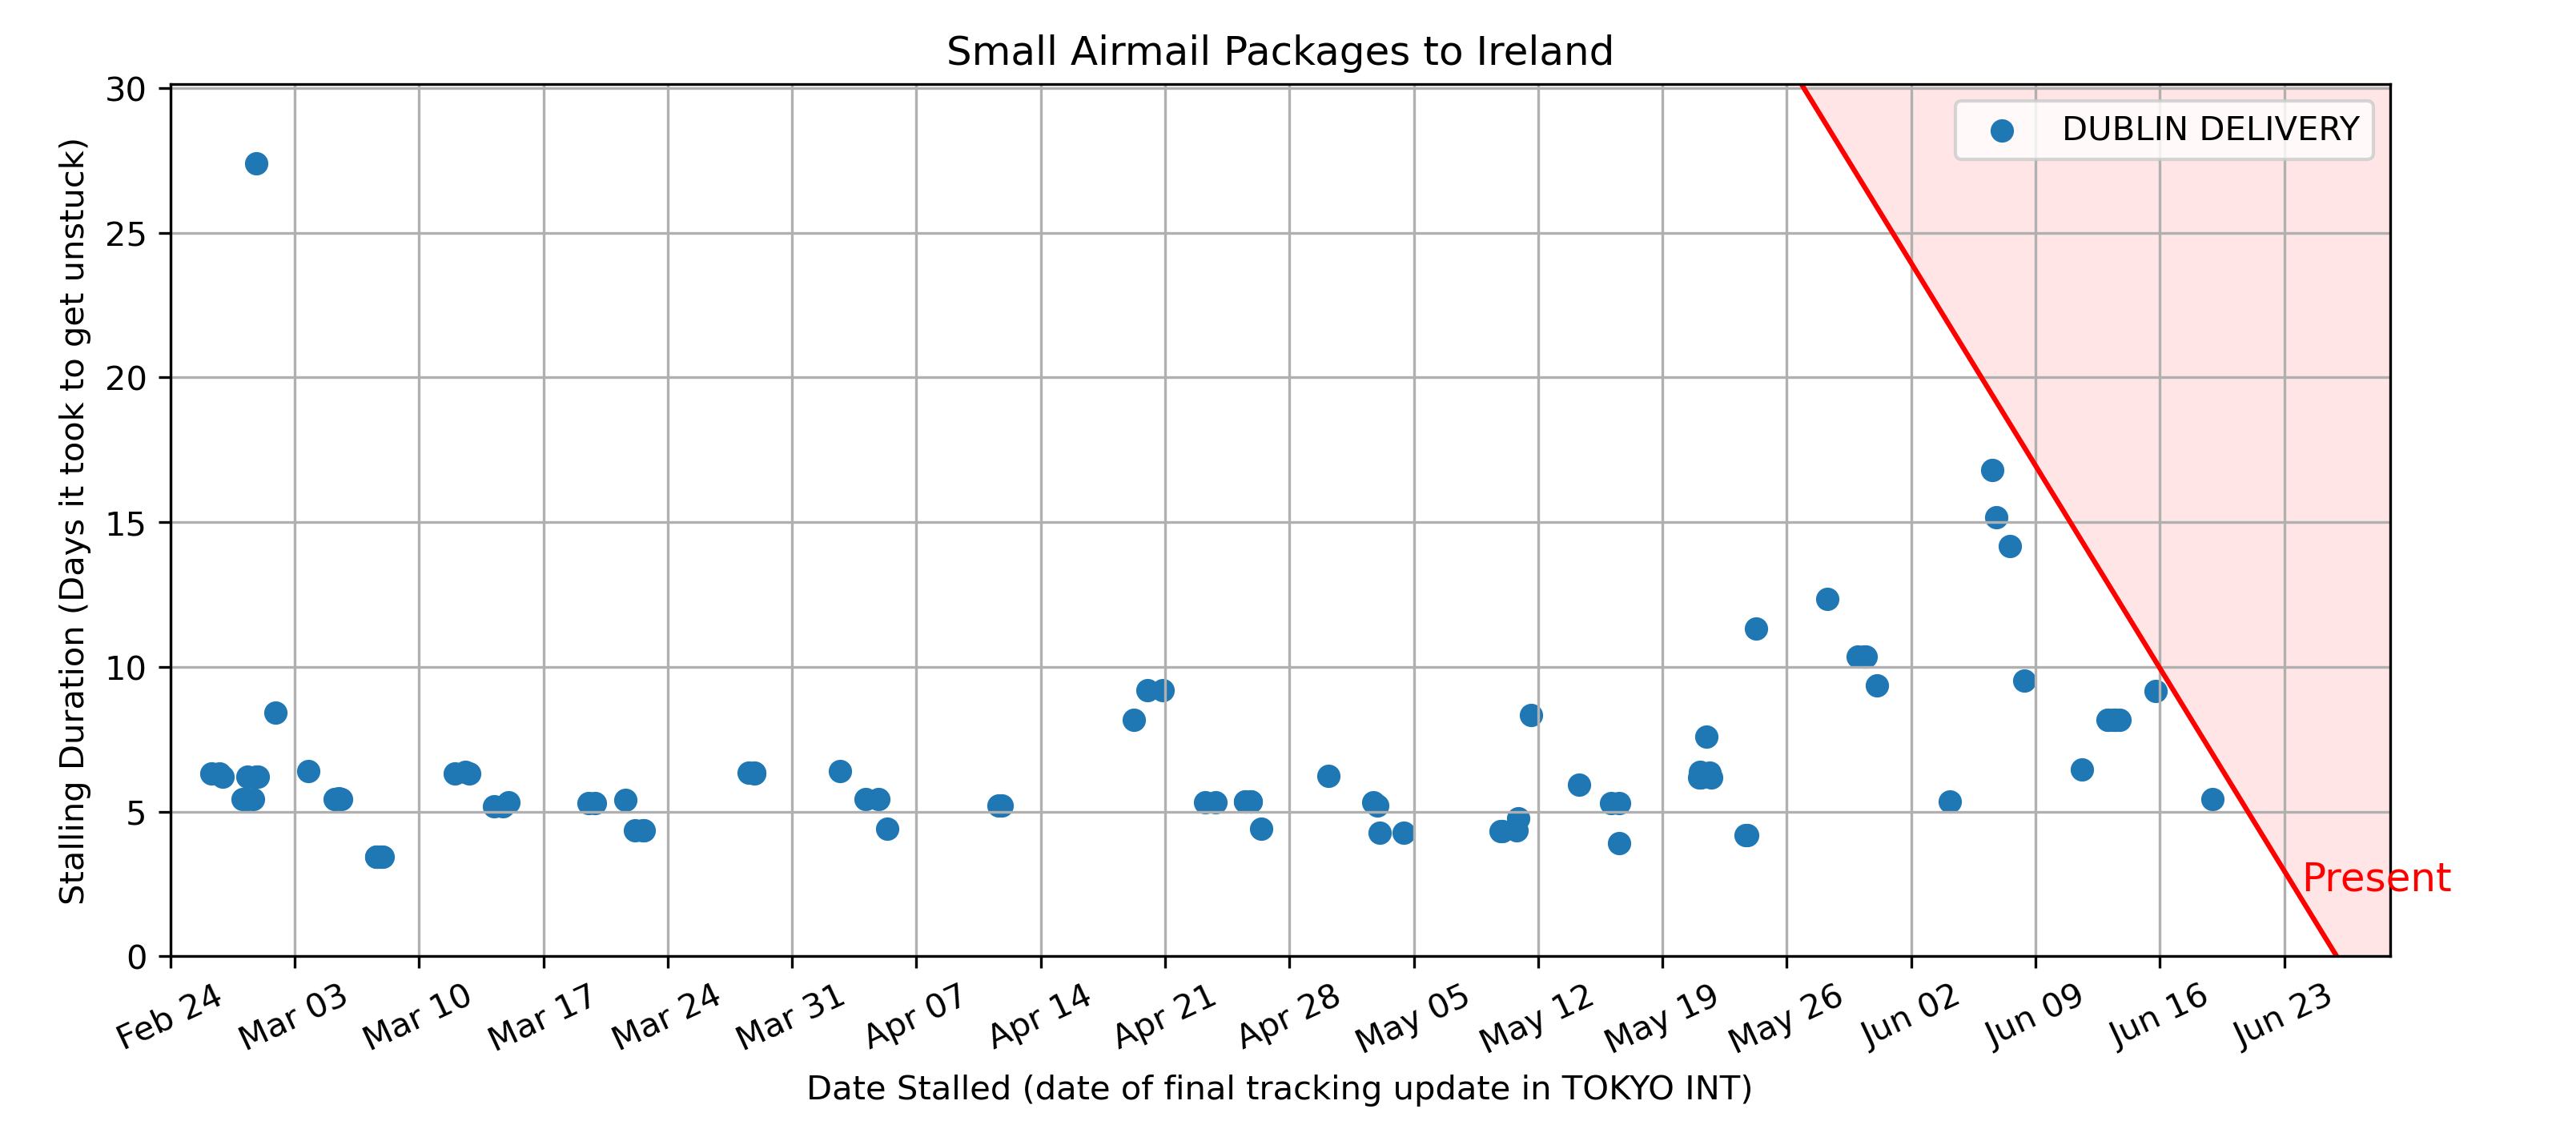 Small Airmail Packages to Ireland
DUBLIN DELIVERY
Stalling Duration (Days it took to get unstuck)
30
25
20
15
10
5
0
Present
Feb 24
Mar 03
Mar 10
Mar 17
Mar 24
Mar 31
Apr 07
Apr 14
Apr 21
Apr 28
May 05
May 12
May 19
May 26
Jun 02
Jun 09
Jun 16
Jun 23
Date Stalled (date of final tracking update in TOKYO INT)